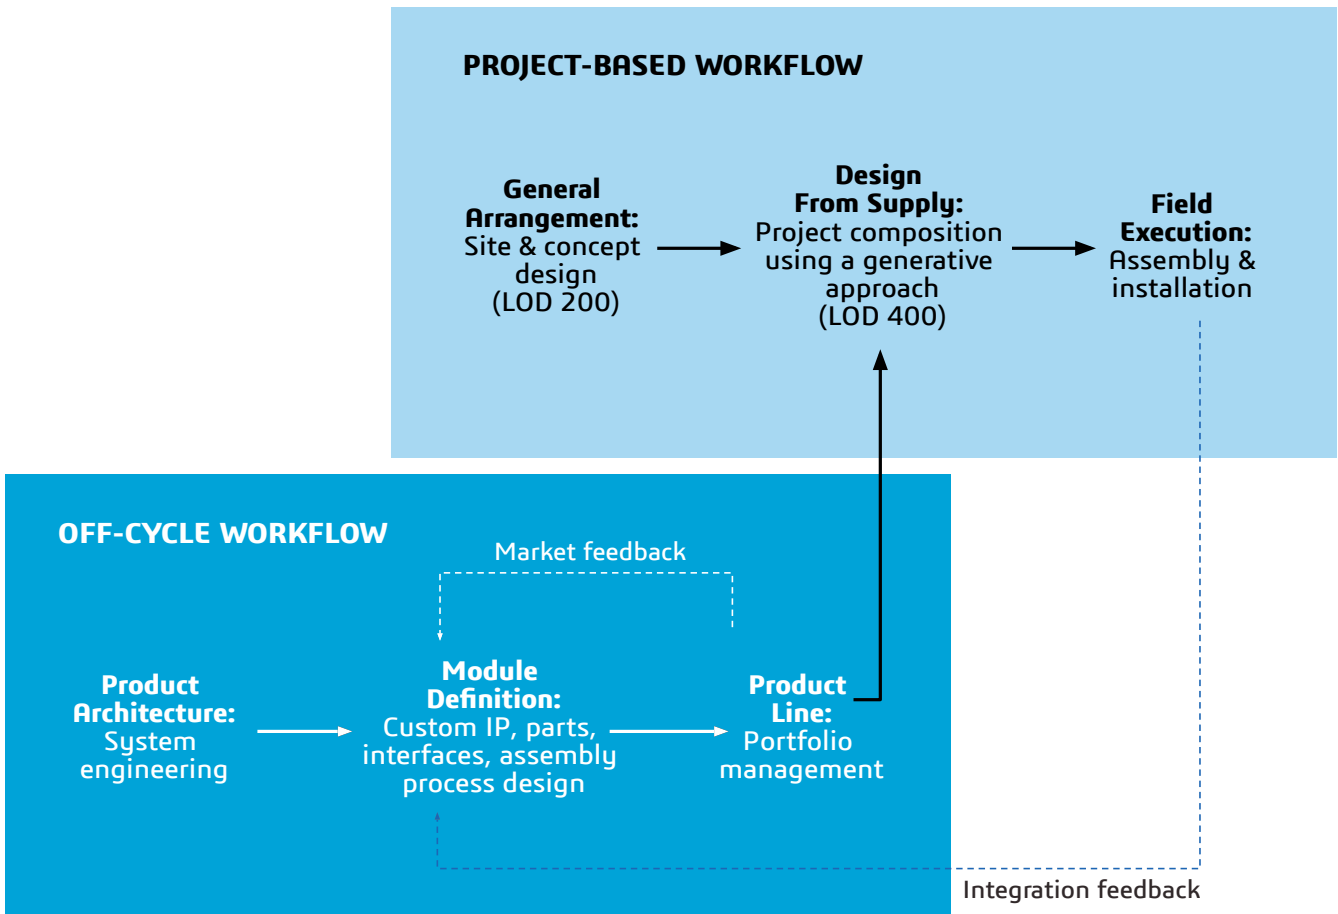 PROJECT-BASED WORKFLOW
General
Arrangement:
Site & concept
design
(LOD 200)
Design
From Supply:
Project composition
using a generative
approach
(LOD 400)
Field
Execution:
Assembly &
installation
OFF-CYCLE WORKFLOW
Market feedback
Product
Architecture:
System
engineering
Module
Definition:
Custom IP, parts,
interfaces, assembly
process design
Product
Line:
Portfolio
management
Integration feedback